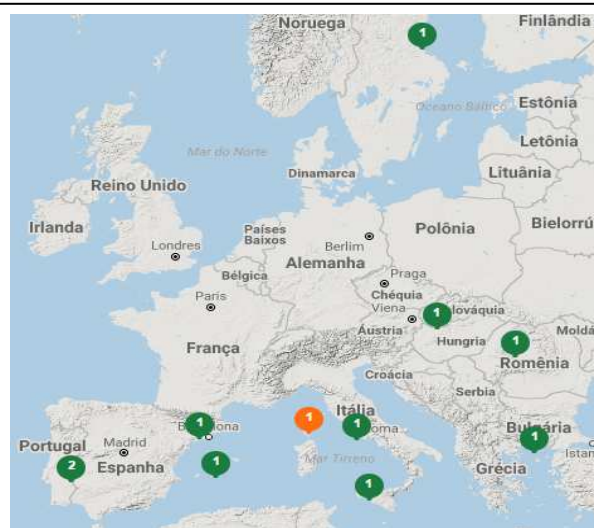 Noruega
1
Finlândia
Oceano Báltico
Estônia
Letônia
Mar do Norte
Dinamarca
Lituânia
Reino Unido
Irlanda
Londres
Países
Baixos
Berlim
Polônia
Bielorrú
Bélgica
Alemanha
Praga
Paris
Chéquia
Viena
1
lováquia
Áustria
Hungria
1
Moldá
França
Croácia
Romênia
Sérvia
1
1
Itália
1
oma
Bulgária
1
Istam
Portugal
Madrid
B
lona
2
Espanha
1
Mar Tirreno
Grécia
1